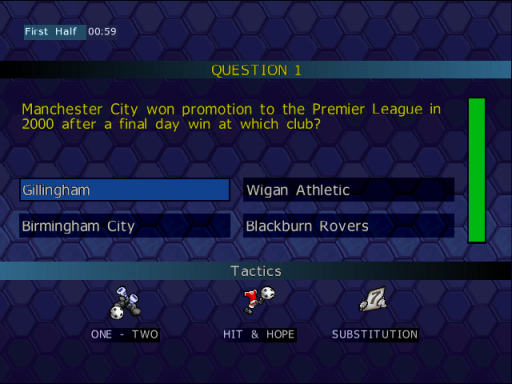 First Half 00:59
QUESTION 1
Manchester City won promotion to the Premier League in
2000 after a final day win at which club?
Gillingham Wigan Athletic
Birmingham City Blackburn Rovers
Tactics
7
ONE - TWO HIT & HOPE SUBSTITUTION